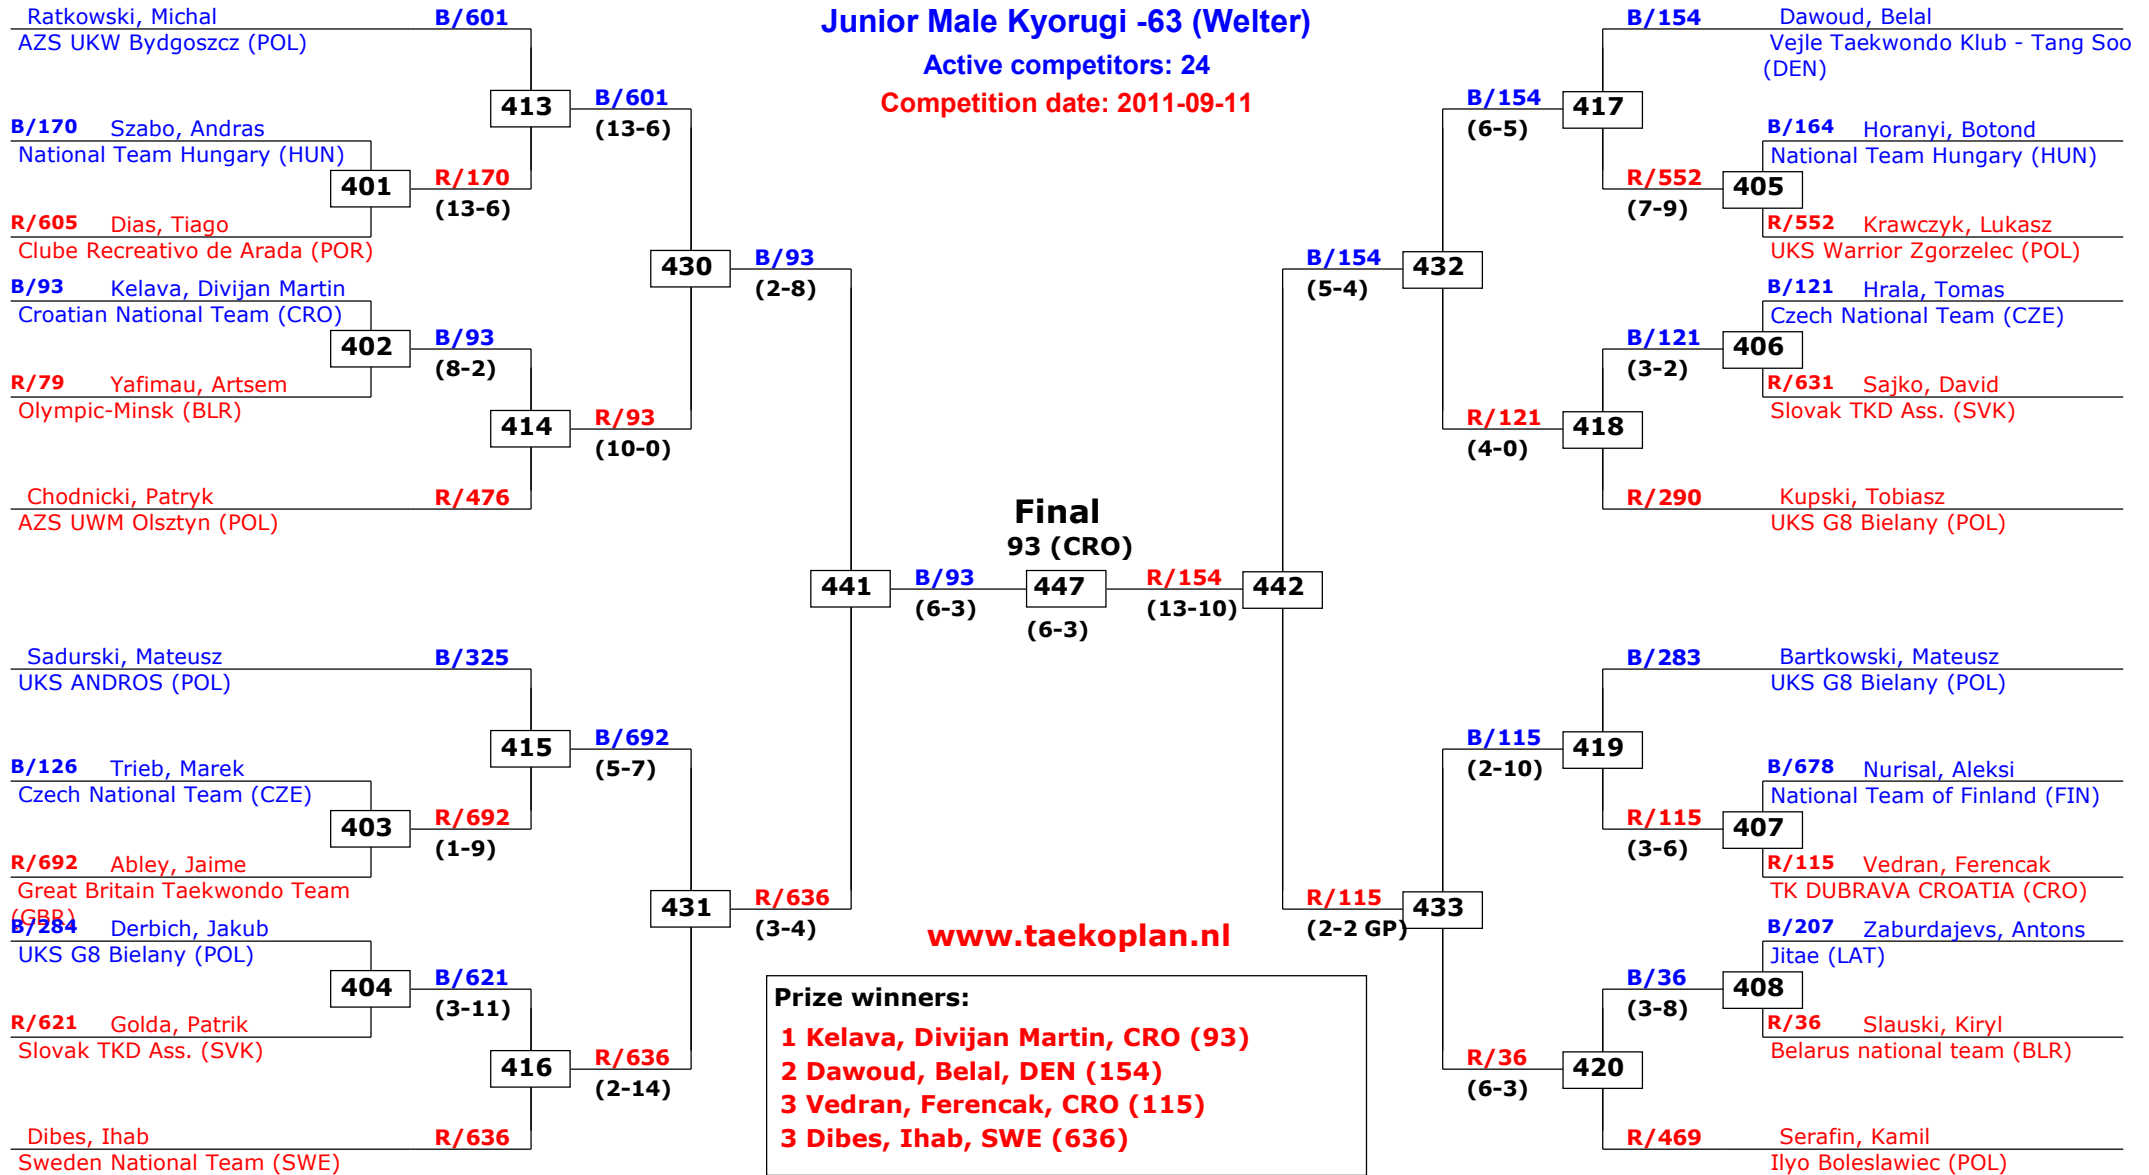 Junior Male Kyorugi -63 (Welter)
Active competitors: 24
Competition date: 2011-09-11
Ratkowski, Michal B/601
AZS UKW Bydgoszcz (POL)
413
B/601
(13-6)
B/170 Szabo, Andras
National Team Hungary (HUN)
401
R/170
(13-6)
R/605 Dias, Tiago
Clube Recreativo de Arada (POR)
430
B/93
(2-8)
B/93 Kelava, Divijan Martin
Croatian National Team (CRO)
402
B/93
(8-2)
R/79 Yafimau, Artsem
Olympic-Minsk (BLR)
414
R/93
(10-0)
Chodnicki, Patryk R/476
AZS UWM Olsztyn (POL)
441
B/93
(6-3)
Sadurski, Mateusz B/325
UKS ANDROS (POL)
415
B/692
(5-7)
B/126 Trieb, Marek
Czech National Team (CZE)
403
R/692
(1-9)
R/692 Abley, Jaime
Great Britain Taekwondo Team
(GBR)
431
R/636
(3-4)
B/284 Derbich, Jakub
UKS G8 Bielany (POL)
404
B/621
(3-11)
R/621 Golda, Patrik
Slovak TKD Ass. (SVK)
416
R/636
(2-14)
Dibes, Ihab R/636
Sweden National Team (SWE)
Final
93 (CRO)
447
(6-3)
R/154
(13-10)
442
B/154 Dawoud, Belal
Vejle Taekwondo Klub - Tang Soo
(DEN)
B/154
(6-5)
417
B/164 Horanyi, Botond
National Team Hungary (HUN)
R/552
(7-9)
405
R/552 Krawczyk, Lukasz
UKS Warrior Zgorzelec (POL)
B/154
(5-4)
432
B/121 Hrala, Tomas
Czech National Team (CZE)
B/121
(3-2)
406
R/631 Sajko, David
Slovak TKD Ass. (SVK)
R/121
(4-0)
418
R/290 Kupski, Tobiasz
UKS G8 Bielany (POL)
B/283 Bartkowski, Mateusz
UKS G8 Bielany (POL)
B/115
(2-10)
419
B/678 Nurisal, Aleksi
National Team of Finland (FIN)
R/115
(3-6)
407
R/115 Vedran, Ferencak
TK DUBRAVA CROATIA (CRO)
R/115
(2-2 GP)
433
B/207 Zaburdajevs, Antons
Jitae (LAT)
B/36
(3-8)
408
R/36 Slauski, Kiryl
Belarus national team (BLR)
R/36
(6-3)
420
R/469 Serafin, Kamil
Ilyo Boleslawiec (POL)
www.taekoplan.nl
Prize winners:
1 Kelava, Divijan Martin, CRO (93)
2 Dawoud, Belal, DEN (154)
3 Vedran, Ferencak, CRO (115)
3 Dibes, Ihab, SWE (636)